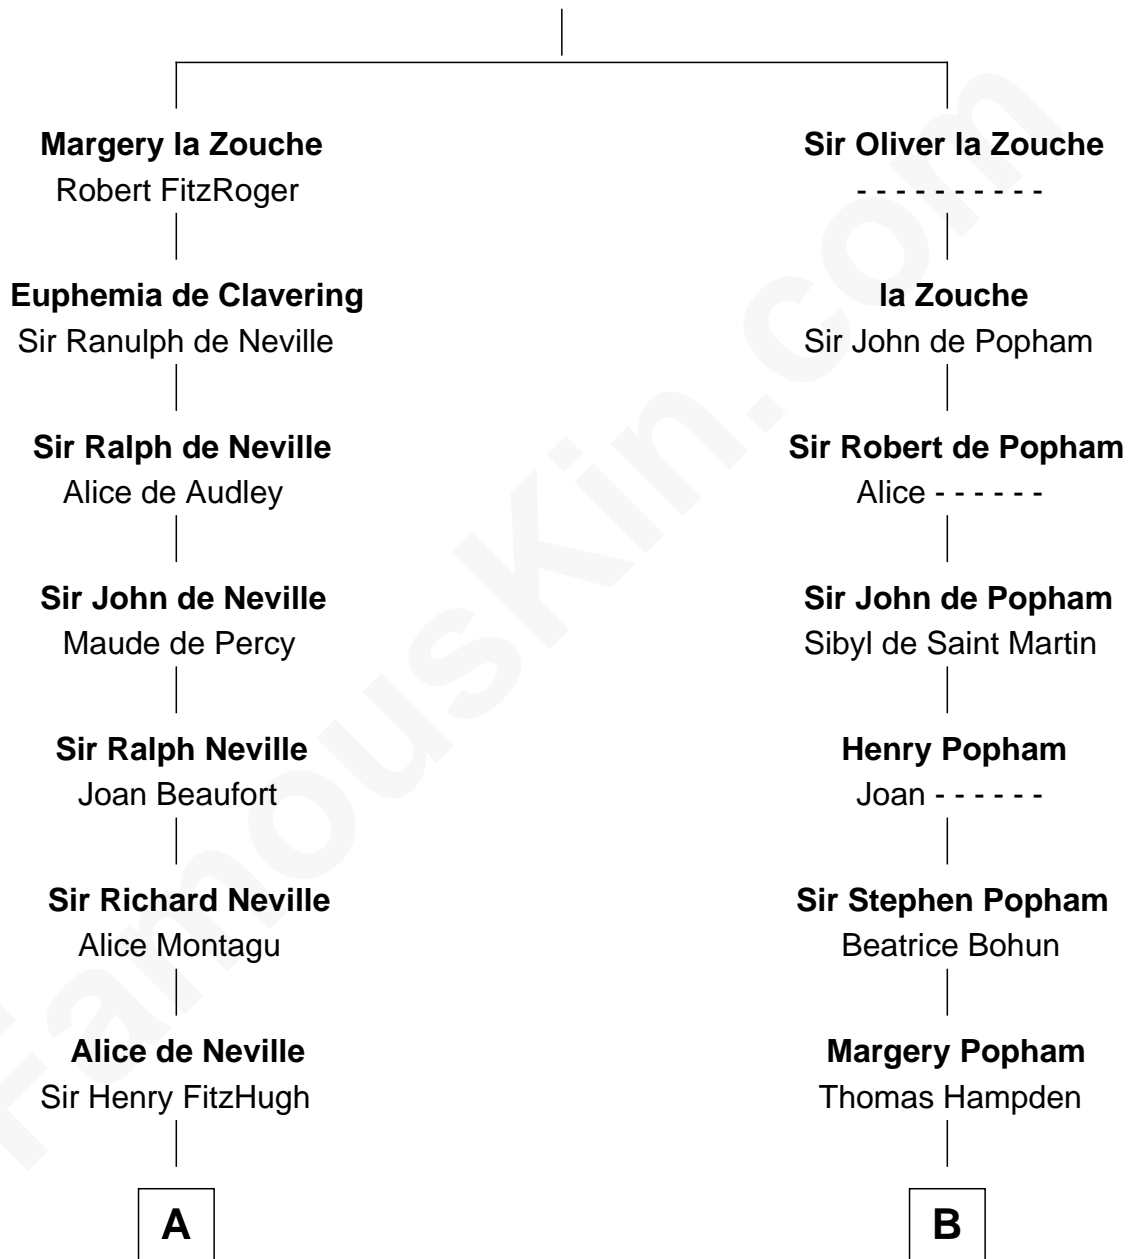 Margery la Zouche
Robert FitzRoger
Euphemia de Clavering
Sir Ranulph de Neville
Sir Ralph de Neville
Alice de Audley
Sir John de Neville
Maude de Percy
Sir Ralph Neville
Joan Beaufort
Sir Richard Neville
Alice Montagu
Alice de Neville
Sir Henry FitzHugh
A
Sir Oliver la Zouche
- - - - - - - - - -
la Zouche
Sir John de Popham
Sir Robert de Popham
Alice - - - - - -
Sir John de Popham
Sibyl de Saint Martin
Henry Popham
Joan - - - - - -
Sir Stephen Popham
Beatrice Bohun
Margery Popham
Thomas Hampden
B
FamousKin.com